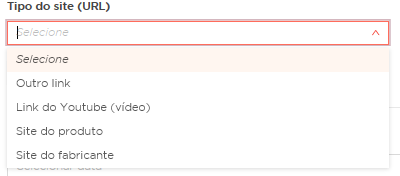 Tipo do site (URL)
Selecione
Selecione
Outro link
Link do Youtube (vídeo)
Site do produto
Site do fabricante